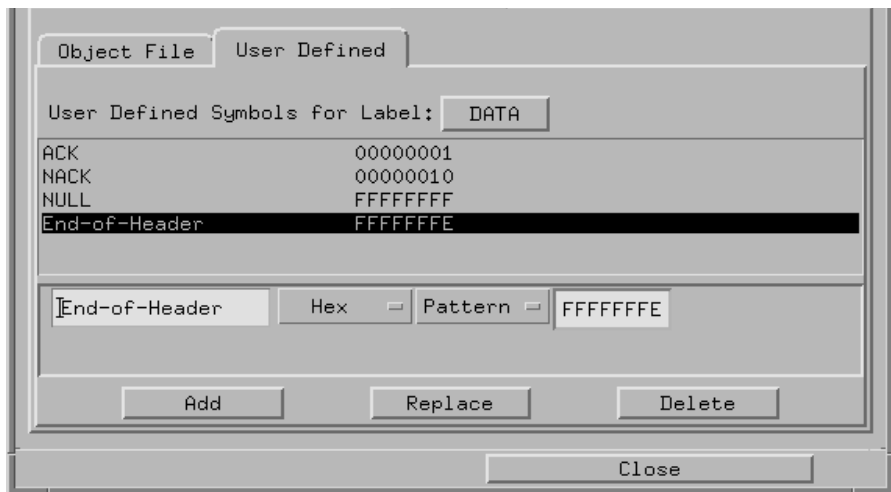 Object File User Defined
User Defined Symbols for Label: DATA
ACK 00000001
NACK 00000010
NULL FFFFFFFF
End-of-Header FFFFFFFE
End-of-Header Hex Pattern FFFFFFFE
Add Replace Delete
Close